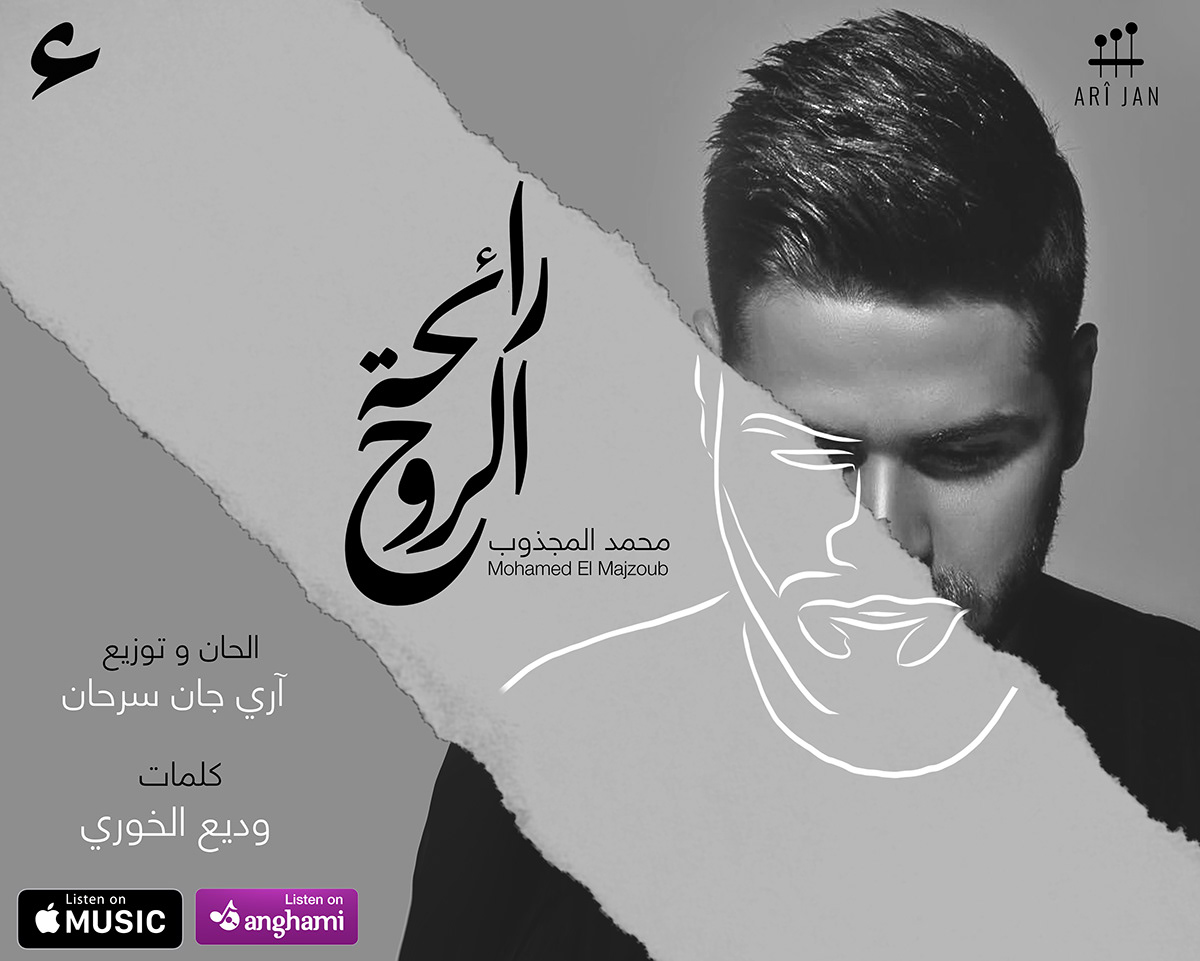 ء
ARÎ JAN
رائحة
الروح
محمد المجذوب
Mohamed El Majzoub
الحان و توزيع
آري جان سرحان
كلمات
وديع الخوري
Listen on
MUSIC
Listen on
anghami